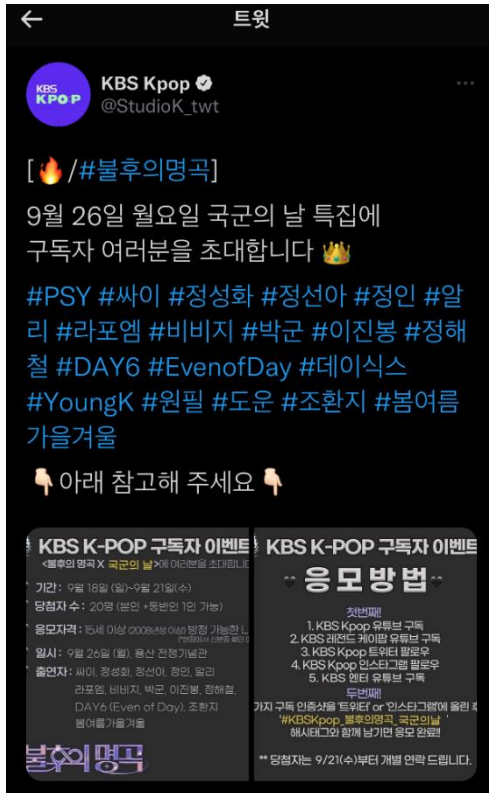 트윗
KBS
KPOP
KBS Kpop
@StudioK_twt
[🔥/#불후의명곡]
9월 26일 월요일 국군의 날 특집에
구독자 여러분을 초대합니다 👑
#PSY #싸이 #정성화 #정선아 #정인 #알
리 #라포엠 #비비지 #박군 #이진봉 #정해
철 #DAY6 #EvenofDay #데이식스
#YoungK #원필 #도운 #조환지 #봄여름
가을겨울
👇🏻아래 참고해 주세요👇🏻
KBS K-POP 구독자 이벤트
<불후의 명곡 X 국군의 날>에 여러분을 초대합니다
기간 : 9월 18일 (일)~9월 21일(수)
당첨자 수 : 20명 (본인 +동반인 1인 가능)
응모자격 : 15세 이상 (2008년생 이상) 방청 가능한
일시 : 9월 26일 (월), 용산 전쟁기념관
출연자 : 싸이, 정성화, 정선아, 정인, 알리
라포엠, 비비지, 박군, 이진봉, 정해철,
DAY6 (Even of Day), 조환지
봄여름가을겨울
불후의 명곡
KBS K-POP 구독자 이벤트
응모방법
첫번째!
1. KBS Kpop 유튜브 구독
2. KBS 레전드 케이팝 유튜브 구독
3. KBS Kpop 트위터 팔로우
4. KBS Kpop 인스타그램 팔로우
5. KBS 엔터 유튜브 구독
두번째!
가지 구독 인증샷을 '트위터' or '인스타그램'에 올린 후
'#KBSKpop_불후의명곡_국군의날 '
해시태그와 함께 남기면 응모 완료!!
** 당첨자는 9/21(수)부터 개별 연락 드립니다.